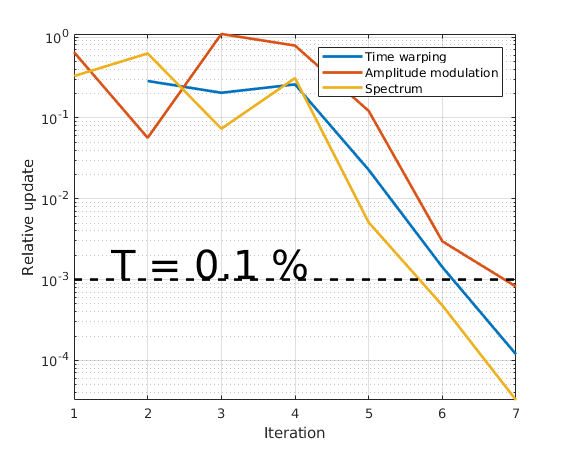 10^0
10^-1
10^-2
10^-3
10^-4
Relative update
Time warping
Amplitude modulation
Spectrum
T = 0.1 %
1 2 3 4 5 6 7
Iteration